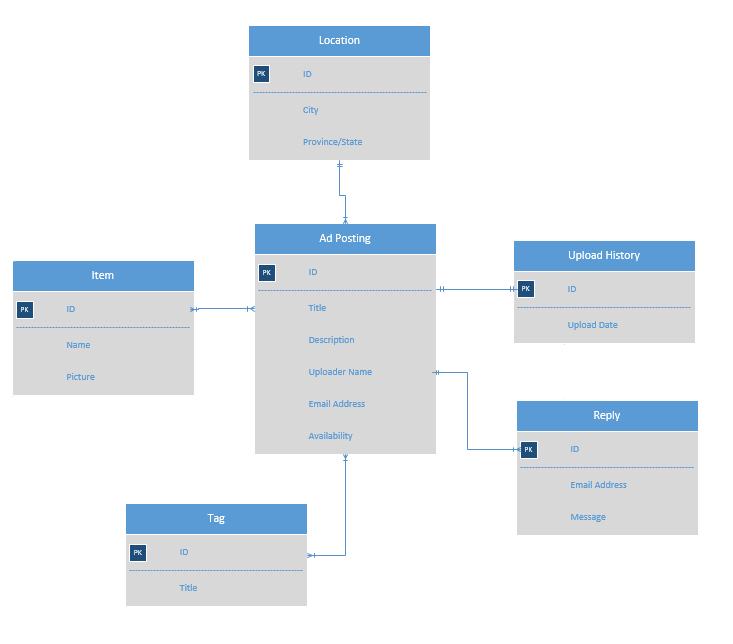 Location
PK ID
City
Province/State
Ad Posting
PK ID
Title
Description
Uploader Name
Email Address
Availability
Item
PK ID
Name
Picture
Upload History
PK ID
Upload Date
Reply
PK ID
Email Address
Message
Tag
PK ID
Title